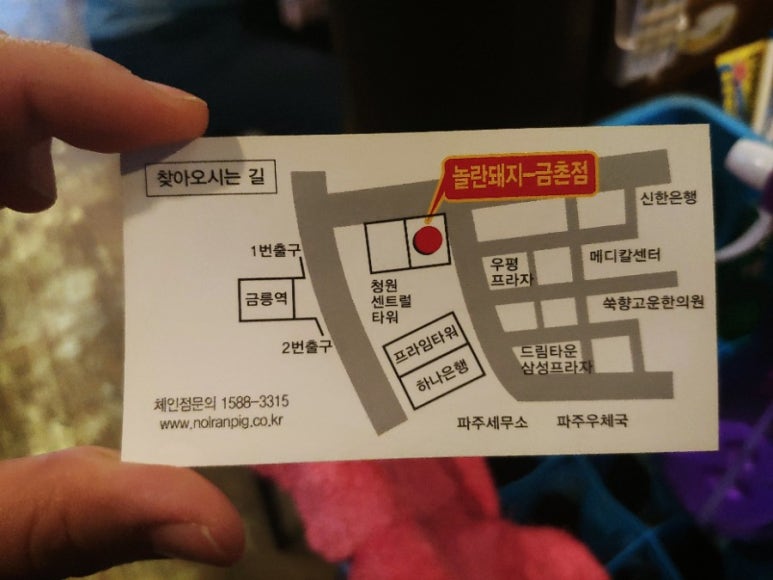 찾아오시는 길
놀란돼지-금촌점
신한은행
1번출구
금릉역
2번출구
청원
센트럴
타워
우평
프라자
메디칼센터
쑥향고운한의원
프라임타워
하나은행
드림타운
삼성프라자
체인점문의 1588-3315
www.nolranpig.co.kr
파주세무소
파주우체국